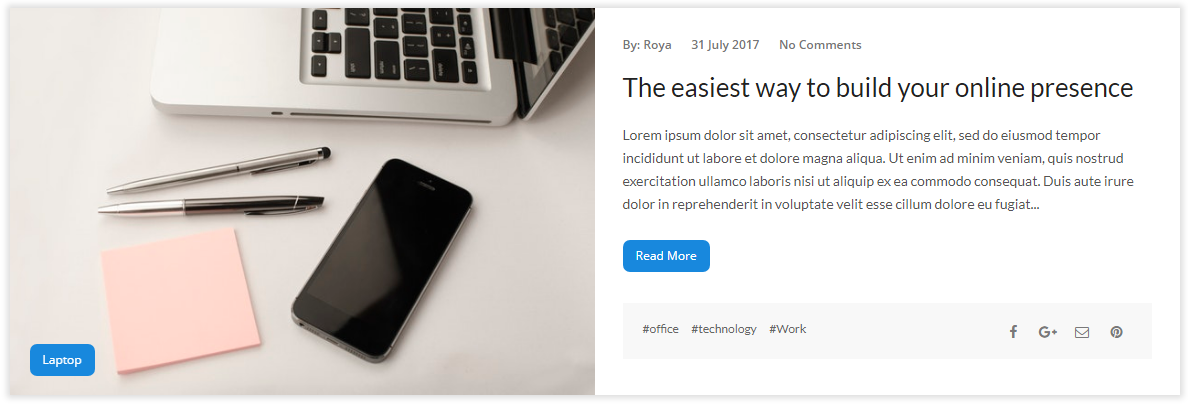 Laptop
By: Roya 31 July 2017 No Comments
The easiest way to build your online presence
Lorem ipsum dolor sit amet, consectetur adipiscing elit, sed do eiusmod tempor
incididunt ut labore et dolore magna aliqua. Ut enim ad minim veniam, quis nostrud
exercitation ullamco laboris nisi ut aliquip ex ea commodo consequat. Duis aute irure
dolor in reprehenderit in voluptate velit esse cillum dolore eu fugiat...
Read More
#office #technology #Work